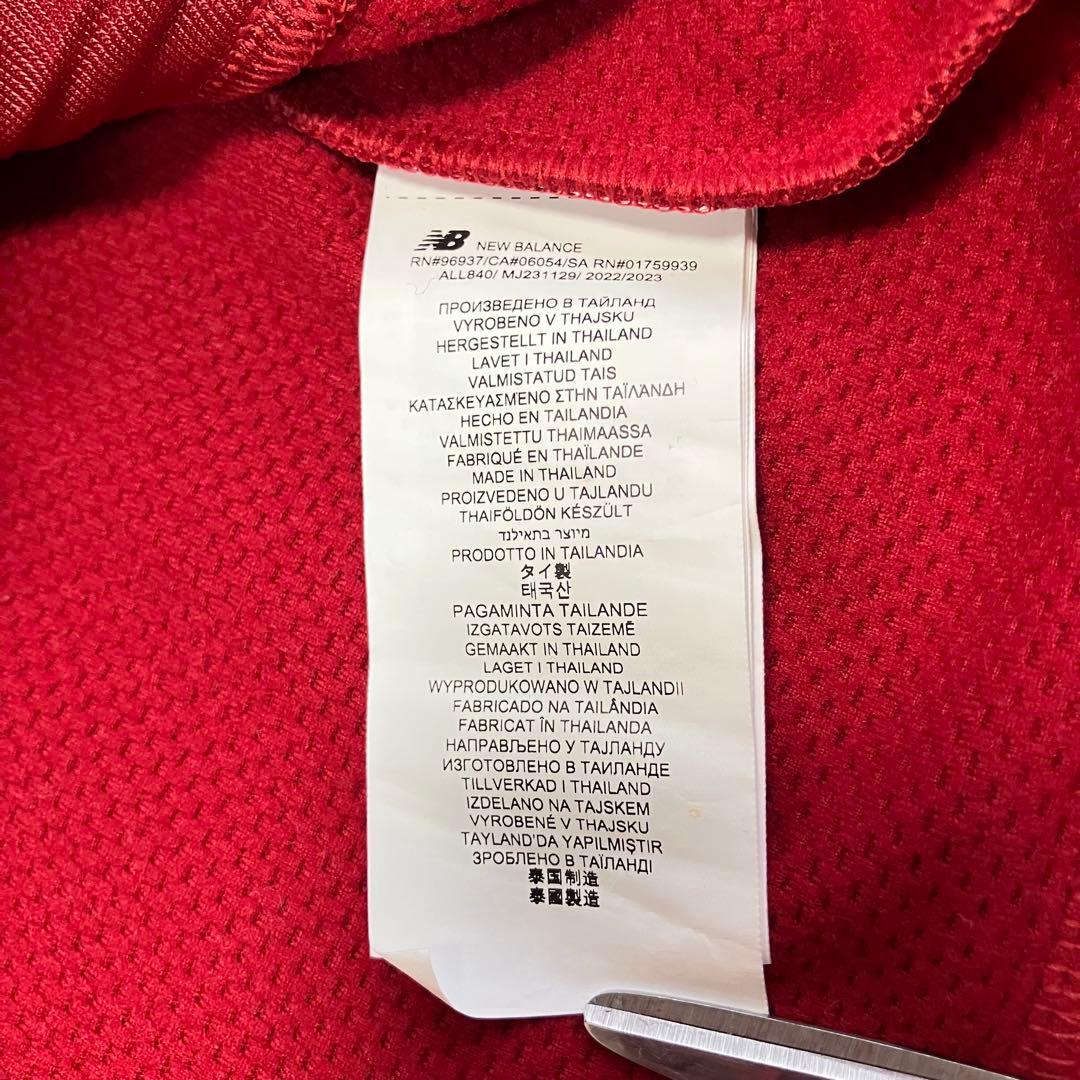 NB NEW BALANCE
RN#96937/CA#06054/SA RN#01759939
ALL840/ MJ231129/ 2022/2023
ПРОИЗВЕДЕНО В ТАЙЛАНД
VYROBENO V THAJSKU
HERGESTELLT IN THAILAND
LAVET I THAILAND
VALMISTATUD TAIS
ΚΑΤΑΣΚΕΥΑΣΜΈΝΟ ΣΤΗΝ ΤΑΪΛΆΝΔΗ
HECHO EN TAILANDIA
VALMISTETTU THAIMAASSA
FABRIQUÉ EN THAÏLANDE
MADE IN THAILAND
PROIZVEDENO U TAJLANDU
THAIFÖLDÖN KÉSZÜLT
מיוצר בתאילנד
PRODOTTO IN TAILANDIA
タイ製
태국산
PAGAMINTA TAILANDE
IZGATAVOTS TAIZEMĒ
GEMAAKT IN THAILAND
LAGET I THAILAND
WYPRODUKOWANO W TAJLANDII
FABRICADO NA TAILÂNDIA
FABRICAT ÎN THAILANDA
НАПРАВЉЕНО У ТАЈЛАНДУ
ИЗГОТОВЛЕНО В ТАИЛАНДЕ
TILLVERKAD I THAILAND
IZDELANO NA TAJSKEM
VYROBENÉ V THAJSKU
TAYLAND'DA YAPILMIŞTIR
ЗРОБЛЕНО В ТАЇЛАНДІ
泰国制造
泰國製造